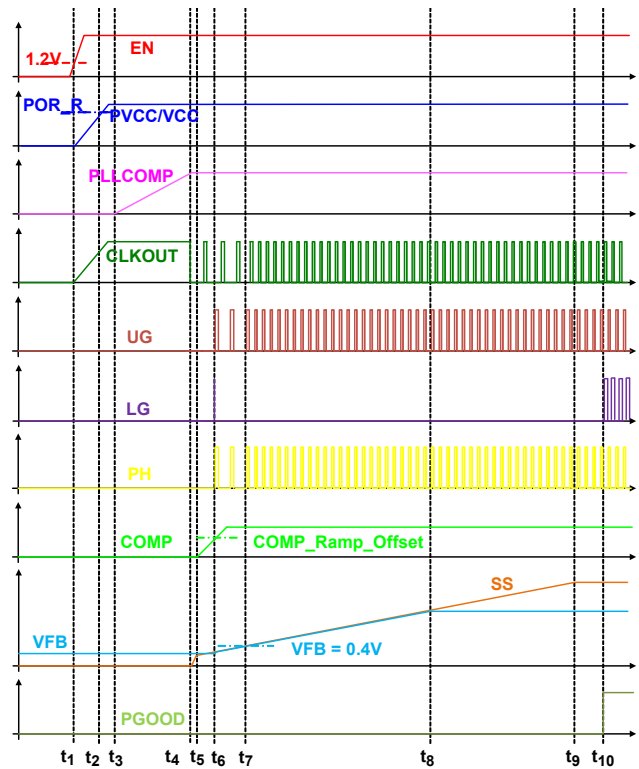 EN
1.2V
POR_R
PVCC/VCC
PLLCOMP
CLKOUT
UG
LG
PH
COMP
COMP_Ramp_Offset
SS
VFB
VFB = 0.4V
PGOOD
t1 t2 t3 t4 t5 t6 t7 t8 t9 t10